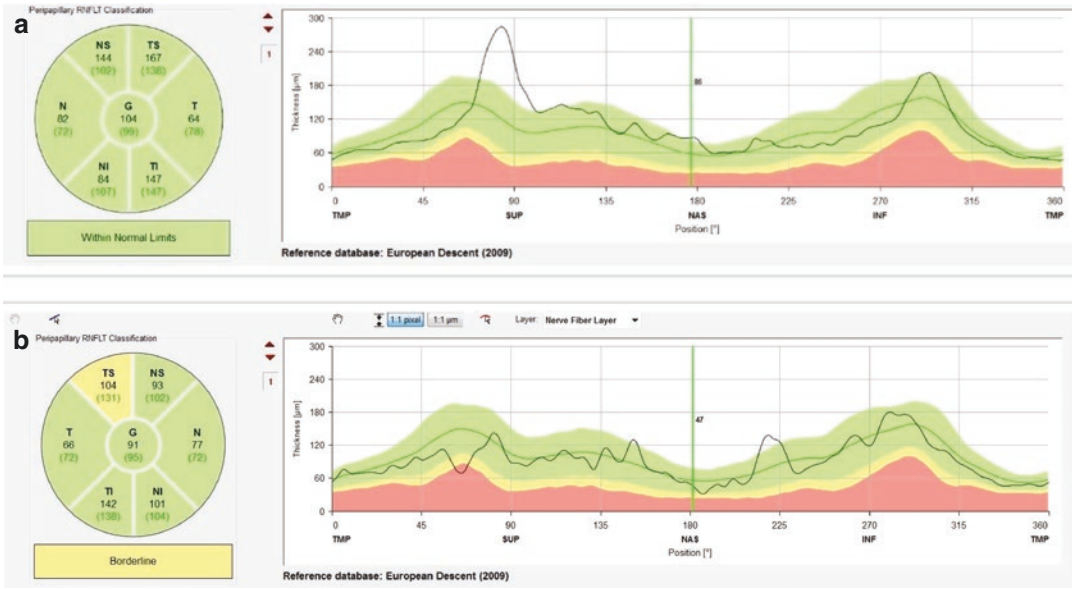 a
Peripapillary RNFLT Classification
NS
144
(102)
TS
167
(138)
N
82
(72)
G
104
(99)
T
64
(78)
NI
84
(107)
TI
147
(147)
Within Normal Limits
1
Thickness [µm]
300
240
180
120
60
0
86
0 45 90 135 180 225 270 315 360
TMP SUP NAS INF TMP
Position [°]
Reference database: European Descent (2009)
1:1 pixel 1:1 µm Layer: Nerve Fiber Layer
b
Peripapillary RNFLT Classification
TS
104
(131)
NS
93
(102)
T
66
(72)
G
91
(95)
N
77
(72)
TI
142
(138)
NI
101
(104)
Borderline
1
Thickness [µm]
300
240
180
120
60
0
47
0 45 90 135 180 225 270 315 360
TMP SUP NAS INF TMP
Position [°]
Reference database: European Descent (2009)